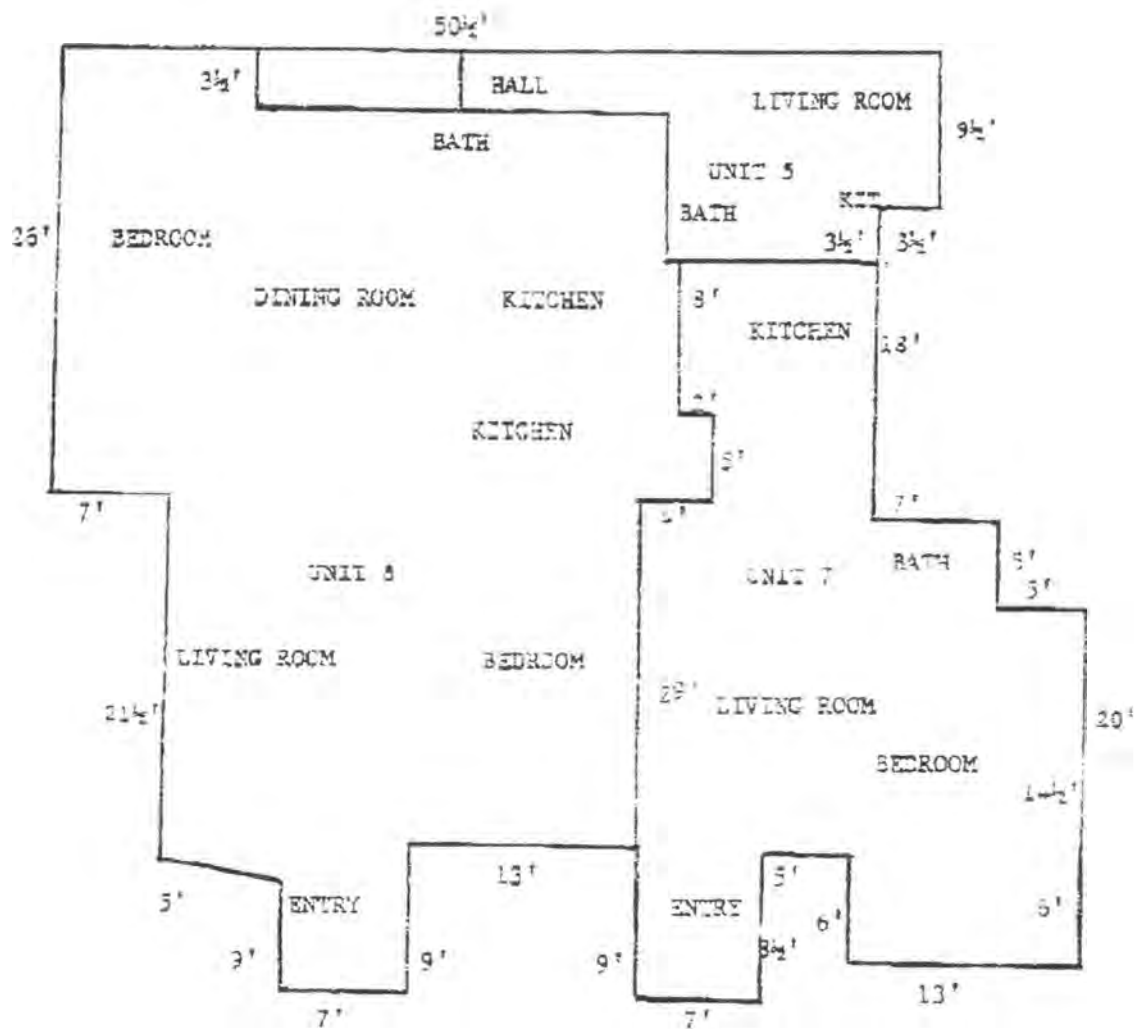 50½'
3½'
HALL
LIVING ROOM
9½'
BATH
UNIT 5
KIT
BATH
26'
BEDROOM
3½'
3½'
DINING ROOM
KITCHEN
8'
KITCHEN
18'
KITCHEN
7'
7'
UNIT 8
UNIT 7
BATH
5'
5'
LIVING ROOM
BEDROOM
29'
LIVING ROOM
21½'
20'
BEDROOM
14½'
13'
5'
5'
ENTRY
ENTRY
6'
6'
9'
9'
9'
8½'
13'
7'
7'